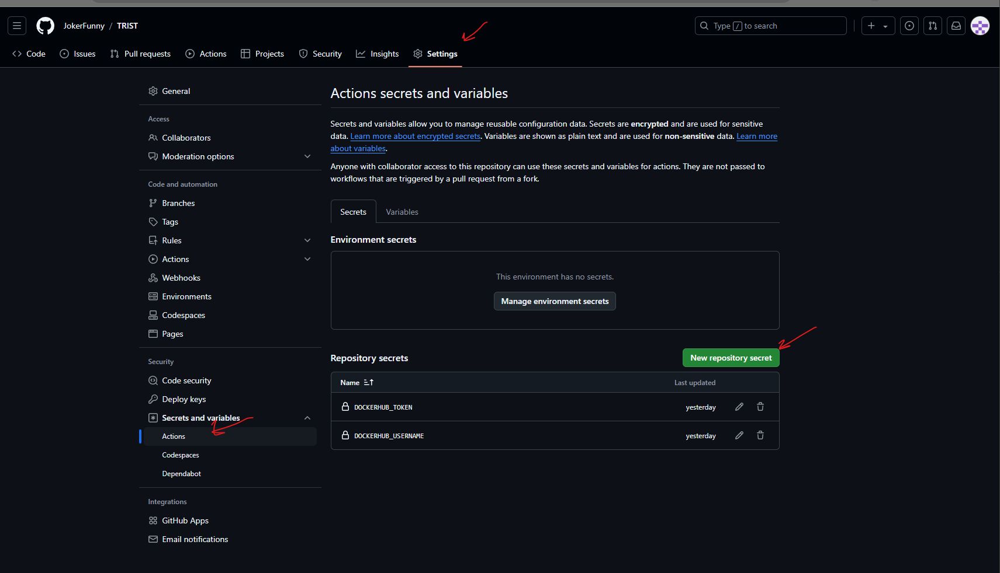 JokerFunny / TRIST
Type / to search
Code
Issues
Pull requests
Actions
Projects
Security
Insights
Settings
General
Access
Collaborators
Moderation options
Code and automation
Branches
Tags
Rules
Actions
Webhooks
Environments
Codespaces
Pages
Security
Code security
Deploy keys
Secrets and variables
Actions
Codespaces
Dependabot
Integrations
GitHub Apps
Email notifications
Actions secrets and variables
Secrets and variables allow you to manage reusable configuration data. Secrets are encrypted and are used for sensitive
data. Learn more about encrypted secrets. Variables are shown as plain text and are used for non-sensitive data. Learn more
about variables.
Anyone with collaborator access to this repository can use these secrets and variables for actions. They are not passed to
workflows that are triggered by a pull request from a fork.
Secrets
Variables
Environment secrets
This environment has no secrets.
Manage environment secrets
Repository secrets
New repository secret
Name
Last updated
DOCKERHUB_TOKEN
yesterday
DOCKERHUB_USERNAME
yesterday